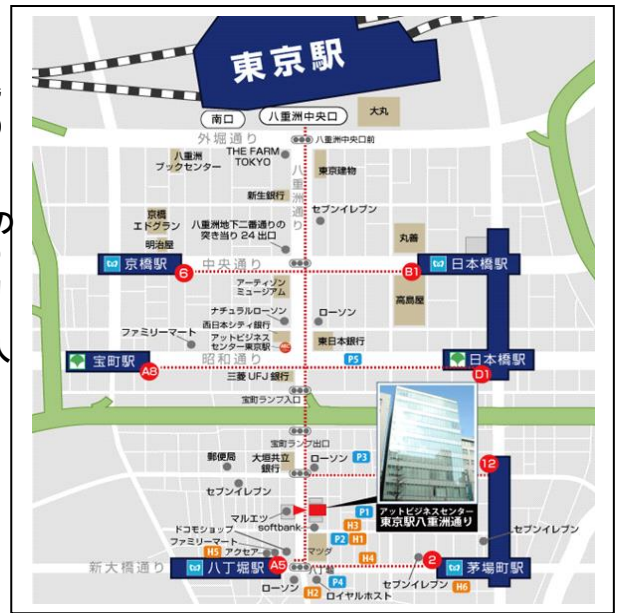 の
人
東京駅
南口
八重洲中央口
大丸
外堀通り
八重洲中央口前
八重洲
ブックセンター
THE FARM
TOKYO
東京建物
八重洲通り
新生銀行
セブンイレブン
京橋
エドグラン
明治屋
八重洲地下二番通りの
突き当り 24 出口
丸善
京橋駅
6
中央通り
B1
日本橋駅
アーティゾン
ミュージアム
高島屋
ナチュラルローソン
ローソン
西日本シティ銀行
ファミリーマート
アットビジネス
センター東京駅
東日本銀行
宝町駅
A8
昭和通り
P5
日本橋駅
D1
三菱 UFJ 銀行
宝町ランプ入口
宝町ランプ出口
郵便局
大垣共立
銀行
ローソン
P3
12
セブンイレブン
マルエツ
P1
アットビジネスセンター
東京駅八重洲通り
softbank
H3
ドコモショップ
P2
H1
セブンイレブン
ファミリーマート
H5
アクセア
マツダ
H4
新大橋通り
八丁堀駅
A5
八丁堀
2
茅場町駅
ローソン
H2
P4
ロイヤルホスト
セブンイレブン
H6